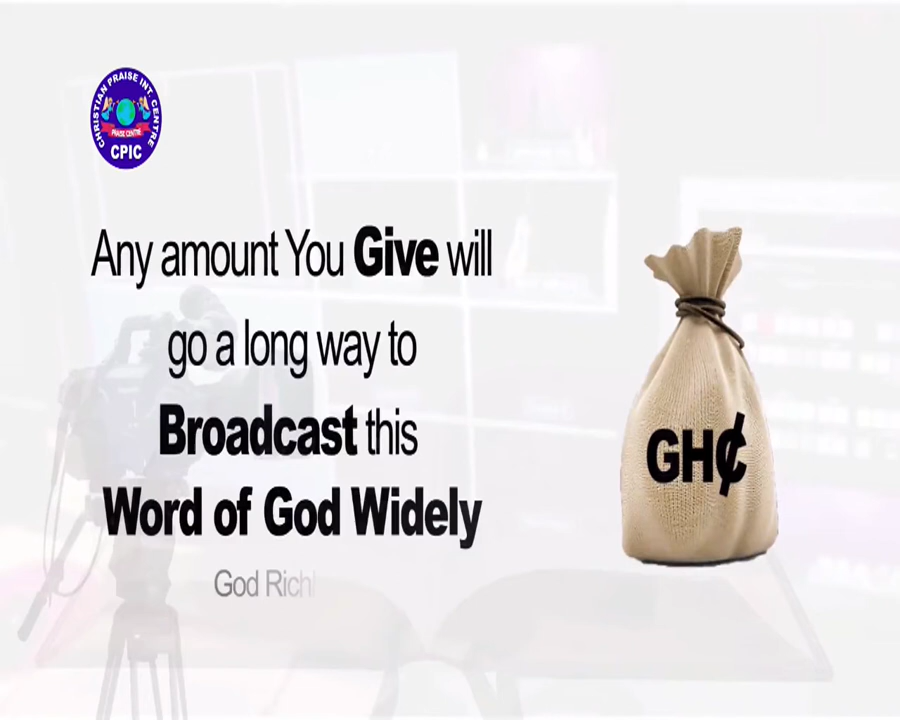 CHRISTIAN PRAISE INT. CENTRE
PRAISE CENTRE
CPIC
Any amount You Give will
go a long way to
Broadcast this
Word of God Widely
God Rich
GH₵